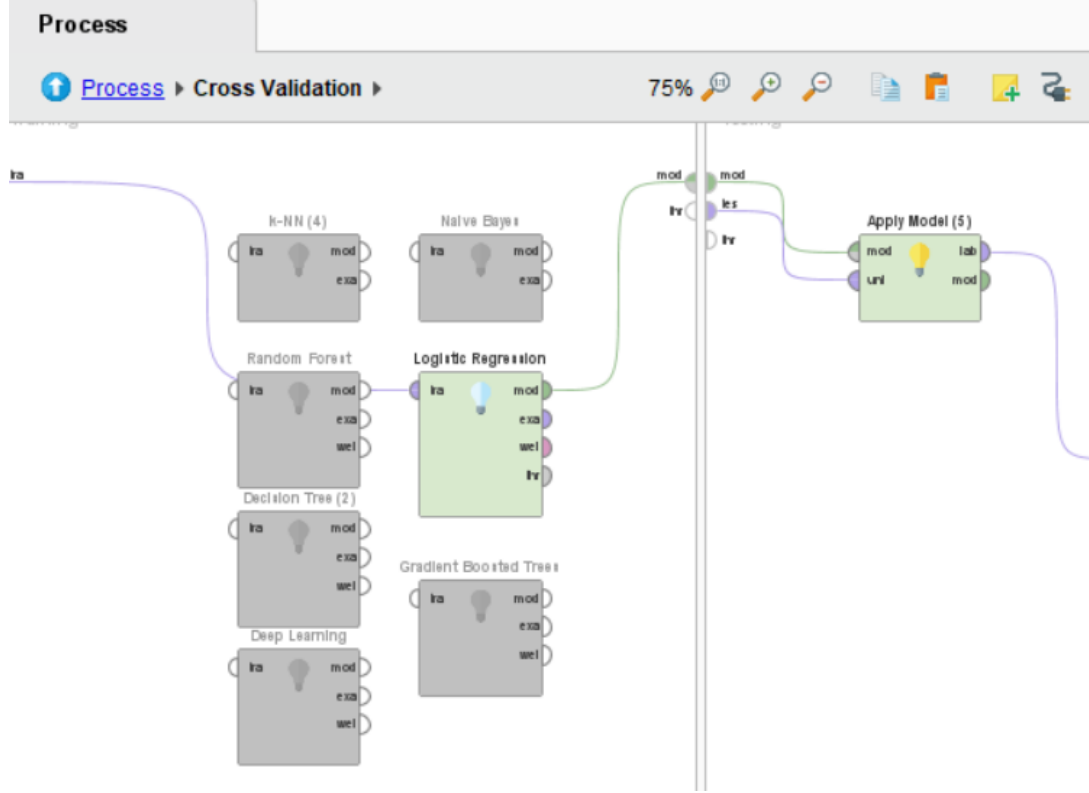 Process
Process Cross Validation
75%
tra
mod
thr
mod
tes
thr
k-NN (4)
tra mod
exa
Naive Bayes
tra mod
exa
Apply Model (5)
mod lab
unl mod
Random Forest
tra mod
exa
wei
Logistic Regression
tra mod
exa
wei
thr
Decision Tree (2)
tra mod
exa
wei
Gradient Boosted Trees
tra mod
exa
wei
Deep Learning
tra mod
exa
wei